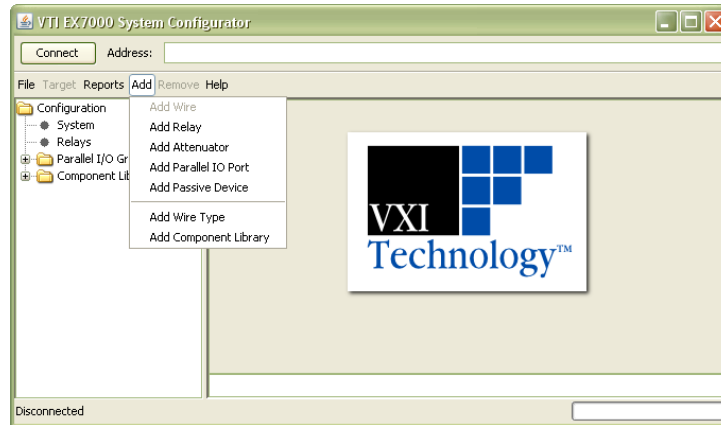 VTI EX7000 System Configurator
Connect Address:
File Target Reports Add Remove Help
Configuration
System
Relays
Parallel I/O Gr
Component Lib
Add Wire
Add Relay
Add Attenuator
Add Parallel IO Port
Add Passive Device
Add Wire Type
Add Component Library
VXI
Technology™
Disconnected